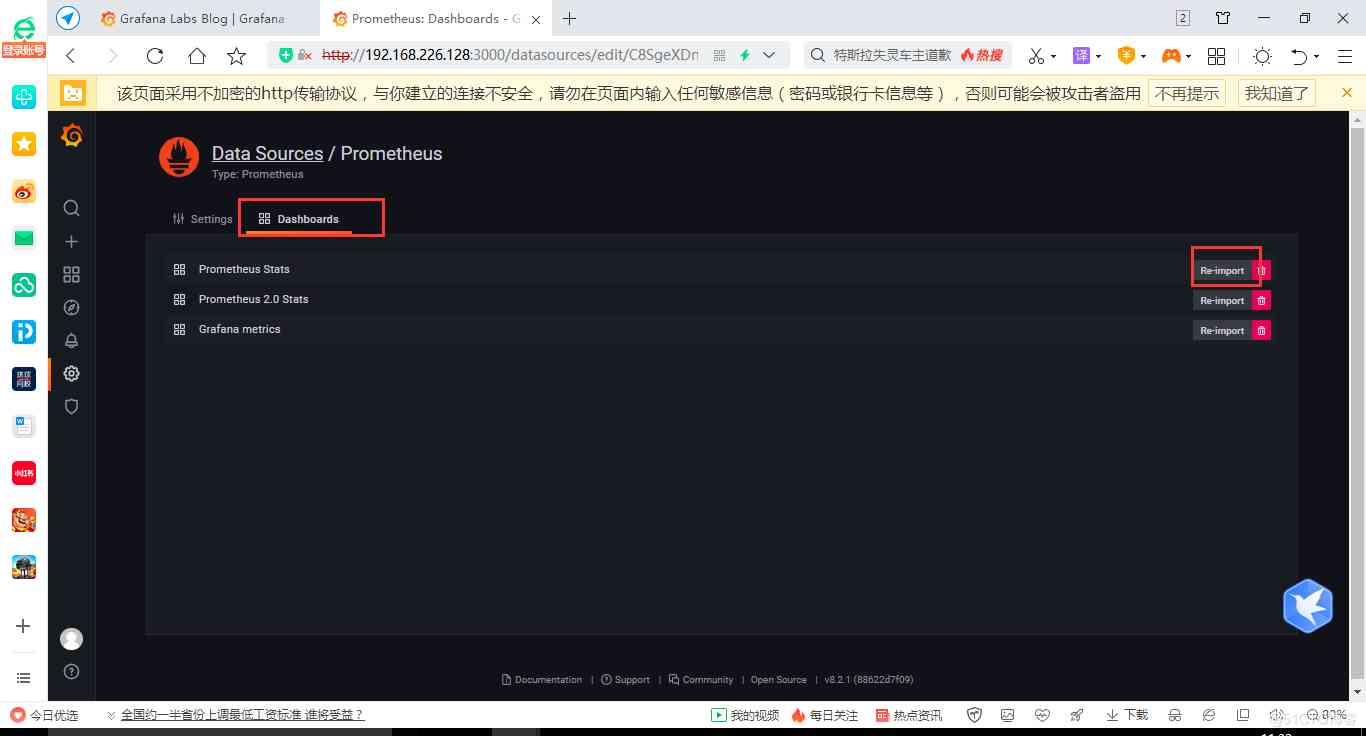 Grafana Labs Blog | Grafana
Prometheus: Dashboards - G
2
登录账号
http://192.168.226.128:3000/datasources/edit/C8SgeXDn
特斯拉失灵车主道歉 热搜
译
该页面采用不加密的http传输协议，与你建立的连接不安全，请勿在页面内输入任何敏感信息（密码或银行卡信息等），否则可能会被攻击者盗用 不再提示 我知道了
Data Sources / Prometheus
Type: Prometheus
Settings Dashboards
Prometheus Stats Re-import
Prometheus 2.0 Stats Re-import
Grafana metrics Re-import
小红书
Documentation | Support | Community | Open Source | v8.2.1 (88622d7f09)
今日优选 全国约一半省份上调最低工资标准 谁将受益？ 我的视频 每日关注 热点资讯 下载 80%